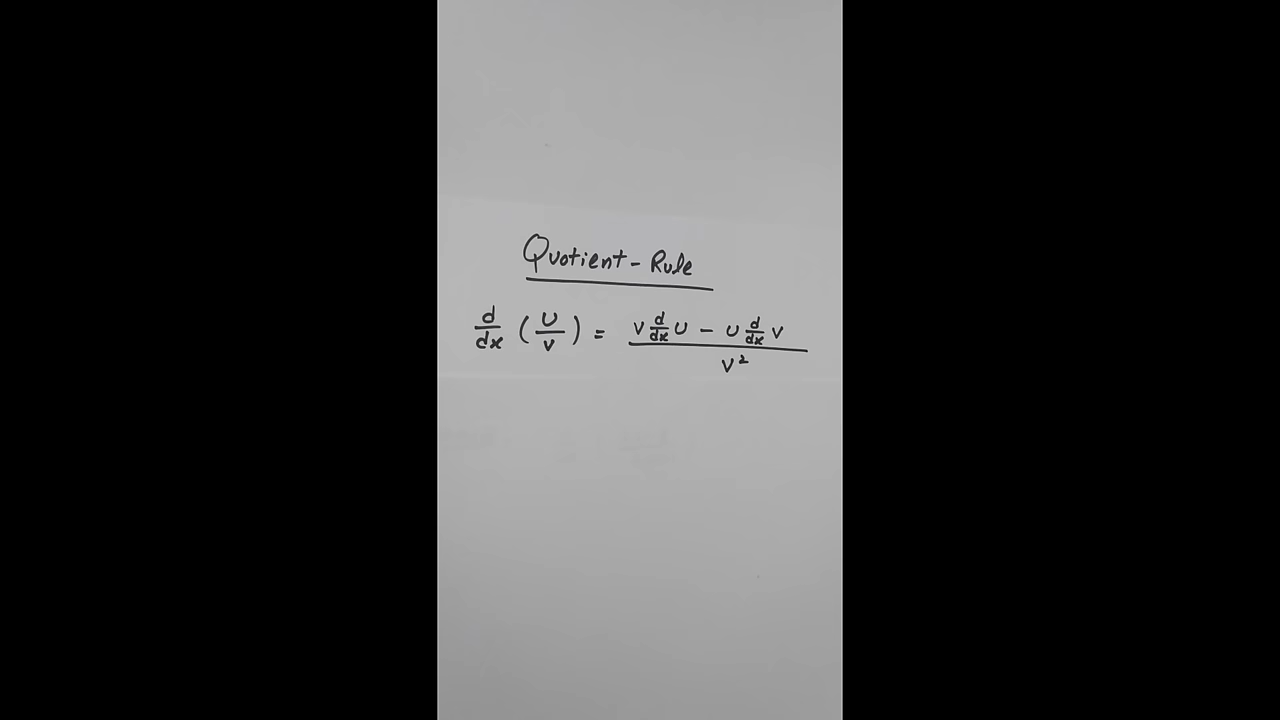 Quotient - Rule
d/dx (U/V) = (V d/dx U - U d/dx V)/V²